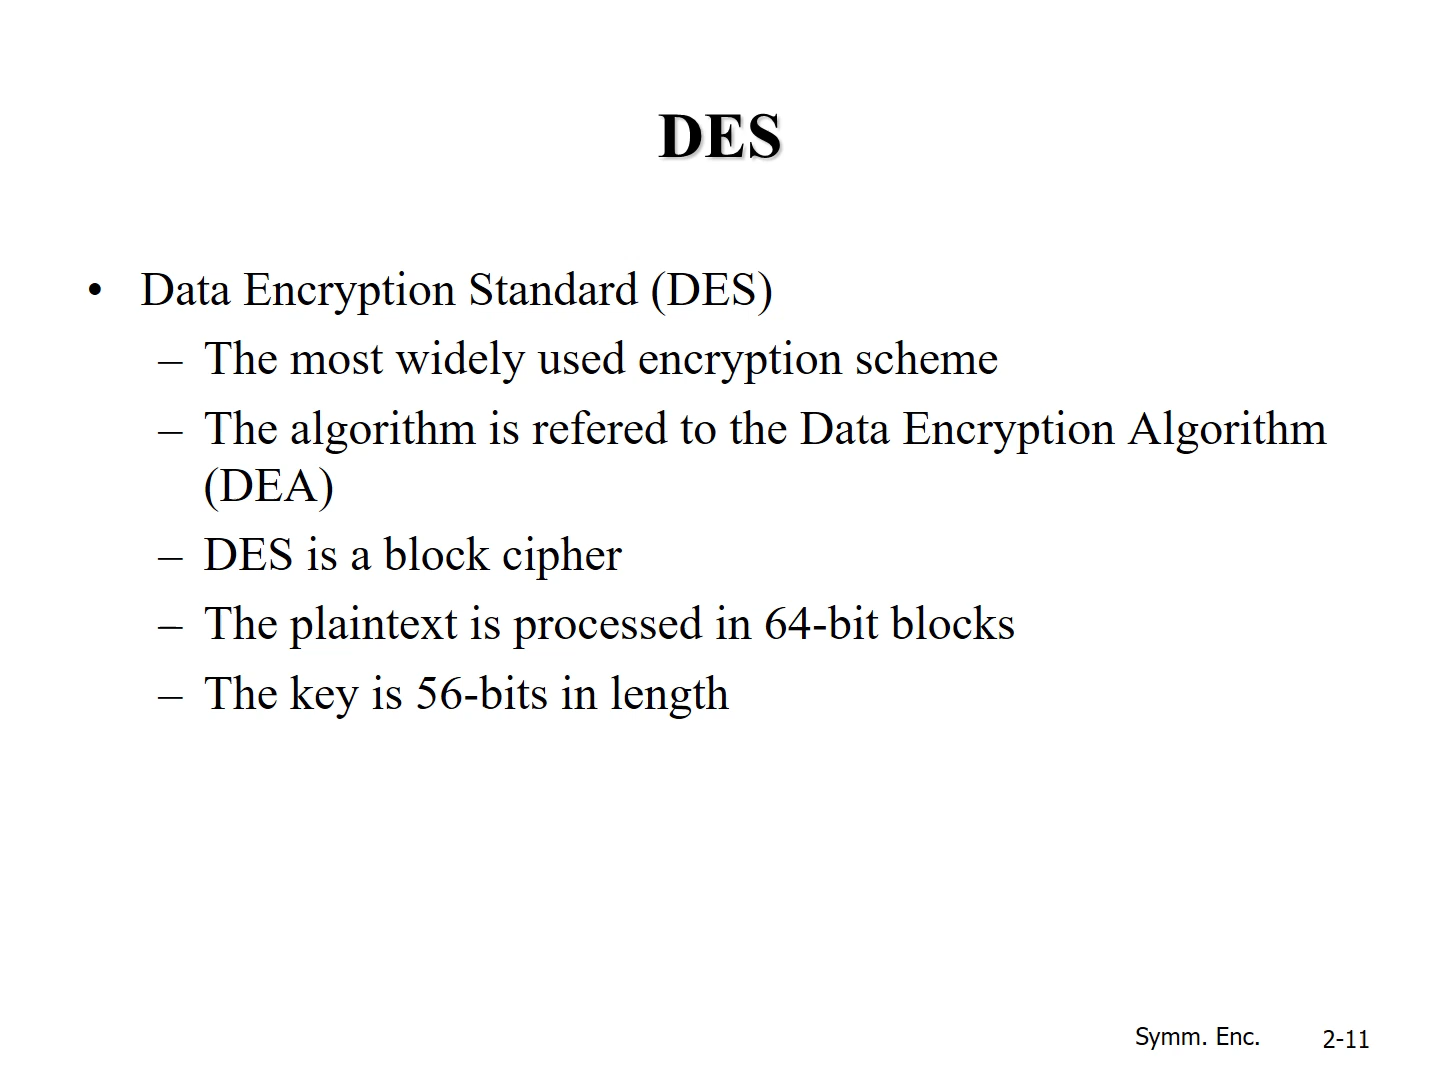 DES
• Data Encryption Standard (DES)
– The most widely used encryption scheme
– The algorithm is refered to the Data Encryption Algorithm
(DEA)
– DES is a block cipher
– The plaintext is processed in 64-bit blocks
– The key is 56-bits in length
Symm. Enc. 2-11